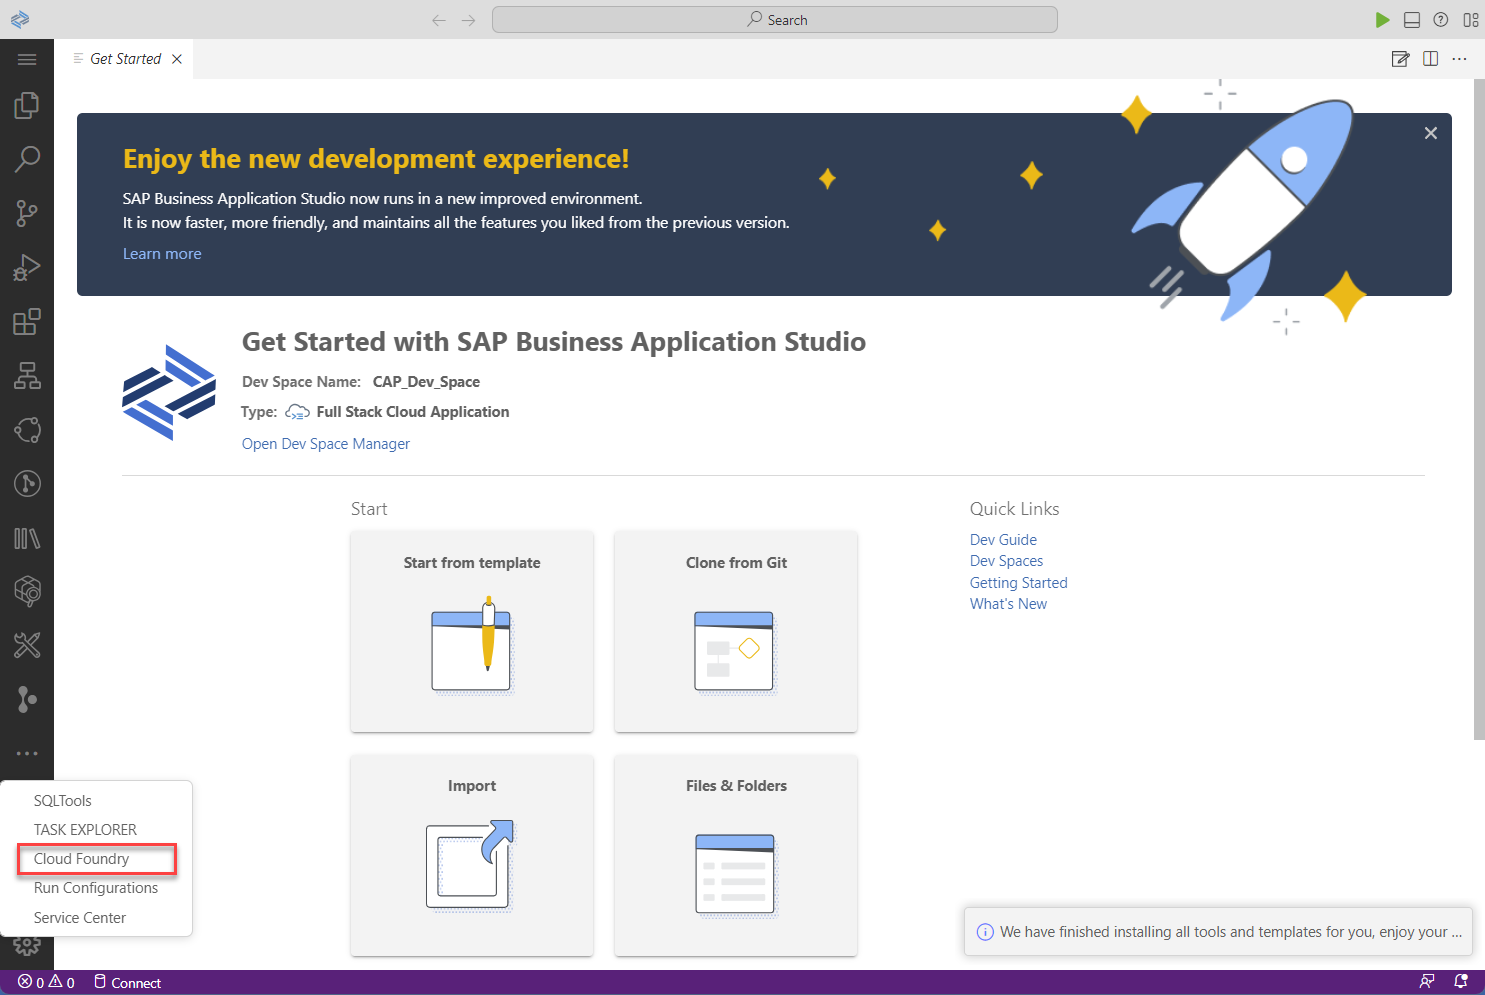 Search
Get Started
Enjoy the new development experience!
SAP Business Application Studio now runs in a new improved environment.
It is now faster, more friendly, and maintains all the features you liked from the previous version.
Learn more
Get Started with SAP Business Application Studio
Dev Space Name: CAP_Dev_Space
Type: Full Stack Cloud Application
Open Dev Space Manager
Start
Quick Links
Start from template
Clone from Git
Dev Guide
Dev Spaces
Getting Started
What's New
Import
Files & Folders
SQLTools
TASK EXPLORER
Cloud Foundry
Run Configurations
Service Center
We have finished installing all tools and templates for you, enjoy your ...
0 0 Connect